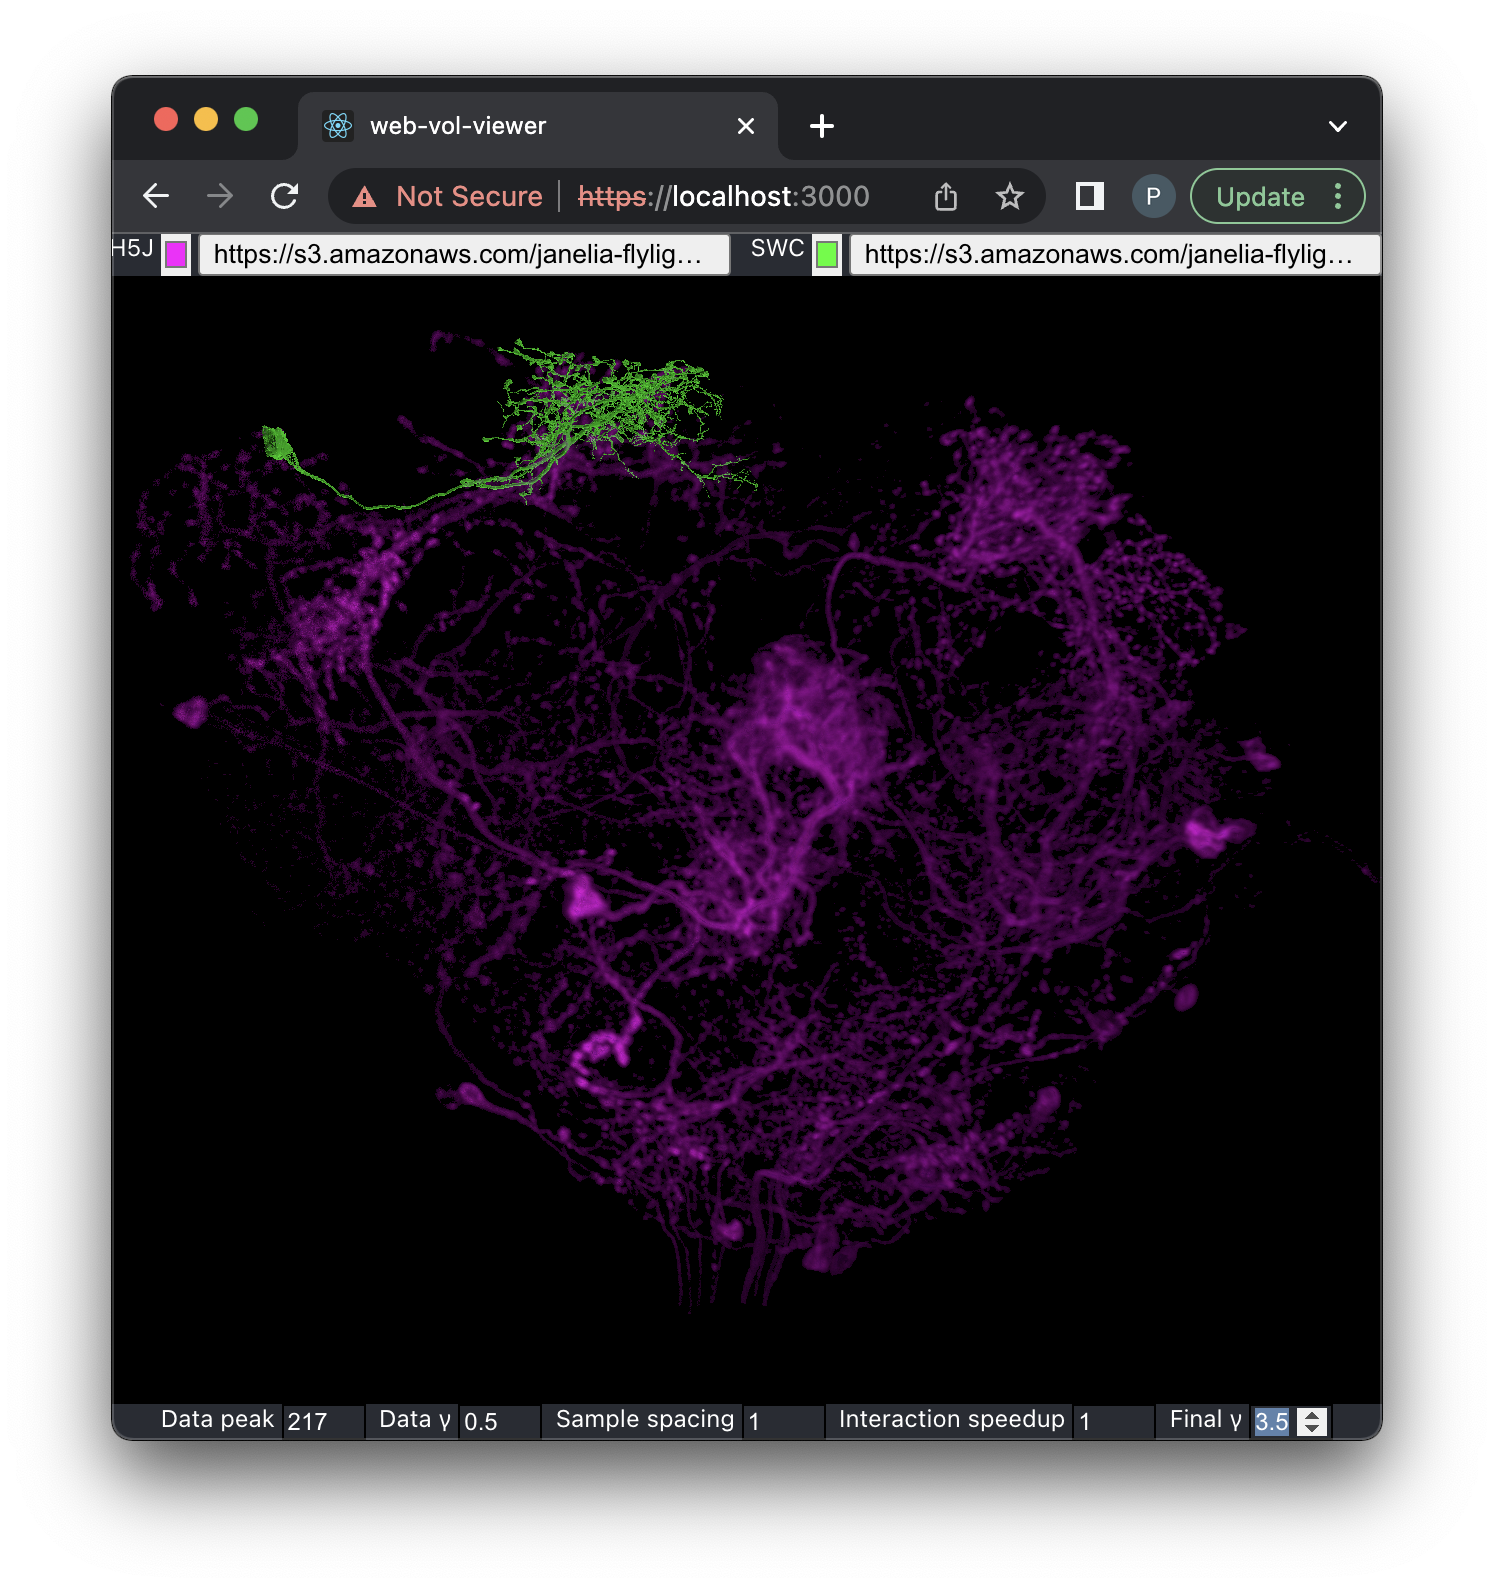 web-vol-viewer
Not Secure https://localhost:3000 P Update
H5J https://s3.amazonaws.com/janelia-flylig… SWC https://s3.amazonaws.com/janelia-flylig…
Data peak 217 Data γ 0.5 Sample spacing 1 Interaction speedup 1 Final γ 3.5